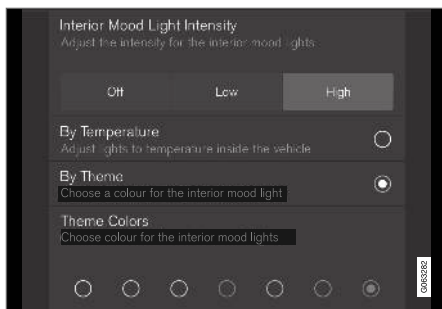 Interior Mood Light Intensity
Adjust the intensity for the interior mood lights
Off Low High
By Temperature
Adjust lights to temperature inside the vehicle
By Theme
Choose a colour for the interior mood light
Theme Colors
Choose colour for the interior mood lights
G063282